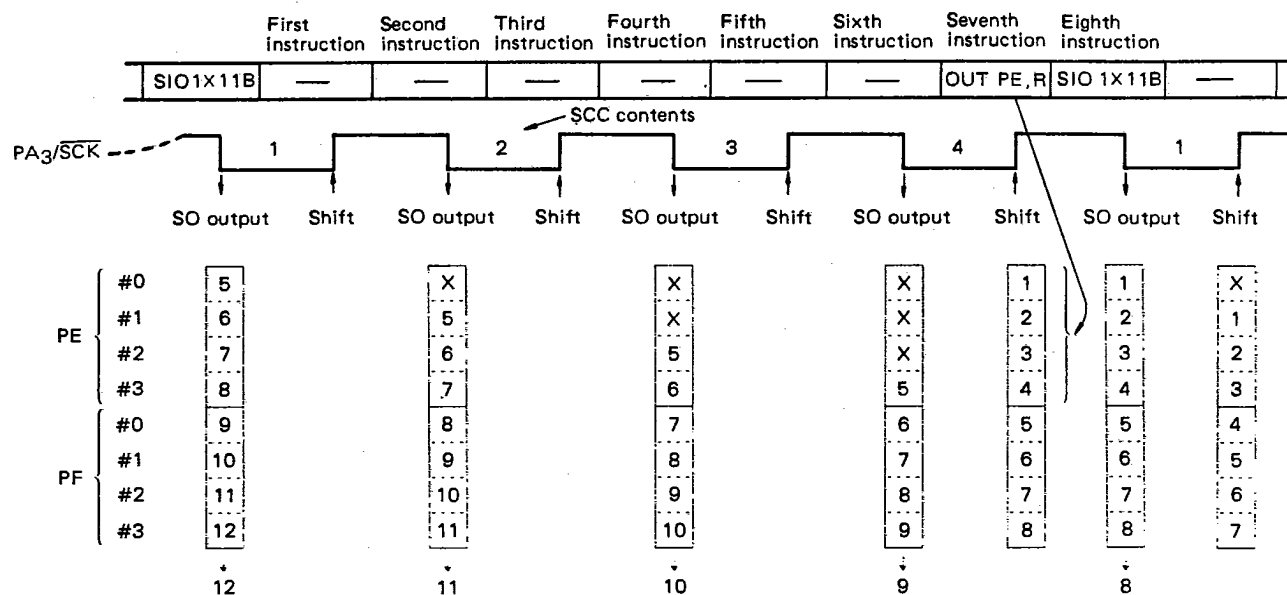 First instruction Second instruction Third instruction Fourth instruction Fifth instruction Sixth instruction Seventh instruction Eighth instruction
SIO 1X11B — — — — — — OUT PE,R SIO 1X11B —
SCC contents
PA3/SCK 1 2 3 4 1
SO output Shift SO output Shift SO output Shift SO output Shift SO output Shift
PE
#0 5 X X X 1 1 X
#1 6 5 X X 2 2 1
#2 7 6 5 X 3 3 2
#3 8 7 6 5 4 4 3
PF
#0 9 8 7 6 5 5 4
#1 10 9 8 7 6 6 5
#2 11 10 9 8 7 7 6
#3 12 11 10 9 8 8 7
12 11 10 9 8